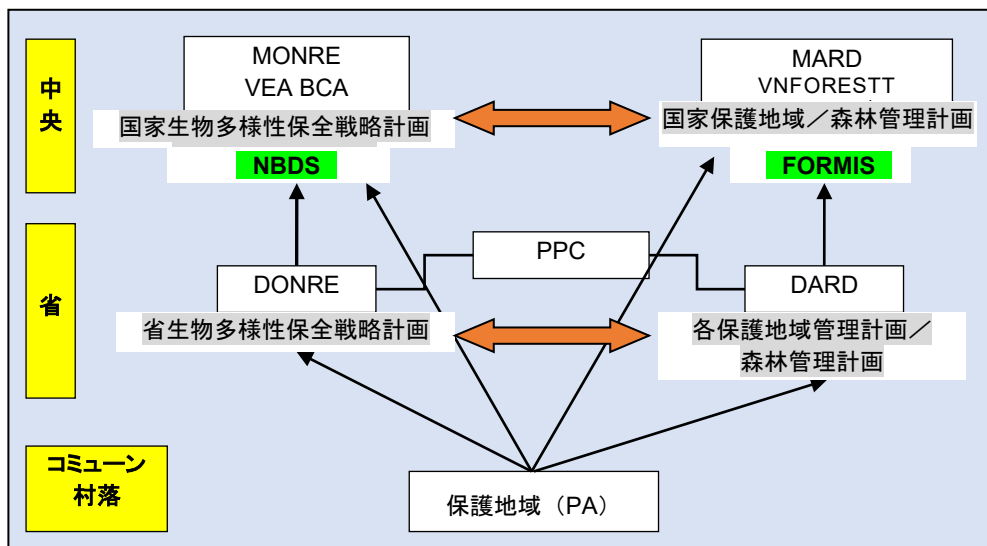 中
央
MONRE
VEA BCA
国家生物多様性保全戦略計画
NBDS
MARD
VNFORESTT
国家保護地域／森林管理計画
FORMIS
省
PPC
DONRE
省生物多様性保全戦略計画
DARD
各保護地域管理計画／
森林管理計画
コミューン
村落
保護地域（PA）